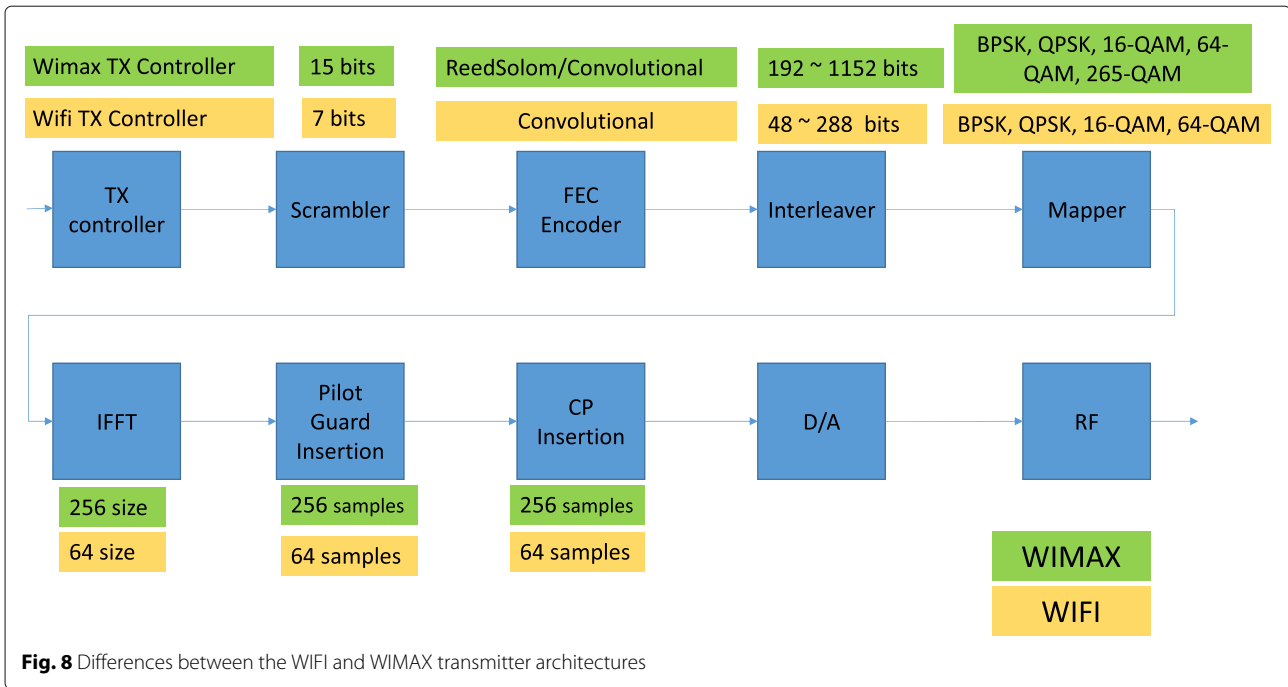 Wimax TX Controller
15 bits
ReedSolom/Convolutional
192 ~ 1152 bits
BPSK, QPSK, 16-QAM, 64-
QAM, 265-QAM
Wifi TX Controller
7 bits
Convolutional
48 ~ 288 bits
BPSK, QPSK, 16-QAM, 64-QAM
TX
controller
Scrambler
FEC
Encoder
Interleaver
Mapper
IFFT
Pilot
Guard
Insertion
CP
Insertion
D/A
RF
256 size
256 samples
256 samples
64 size
64 samples
64 samples
WIMAX
WIFI
Fig. 8 Differences between the WIFI and WIMAX transmitter architectures